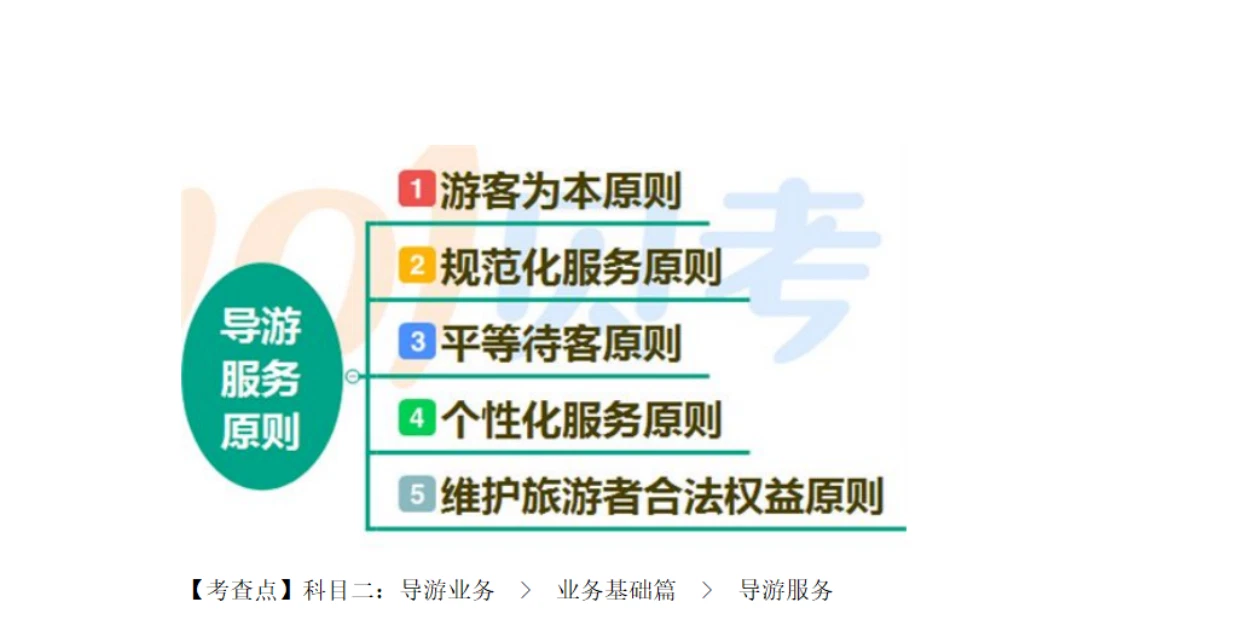 导游
服务
原则
1 游客为本原则
2 规范化服务原则
3 平等待客原则
4 个性化服务原则
5 维护旅游者合法权益原则
【考查点】科目二：导游业务 > 业务基础篇 > 导游服务